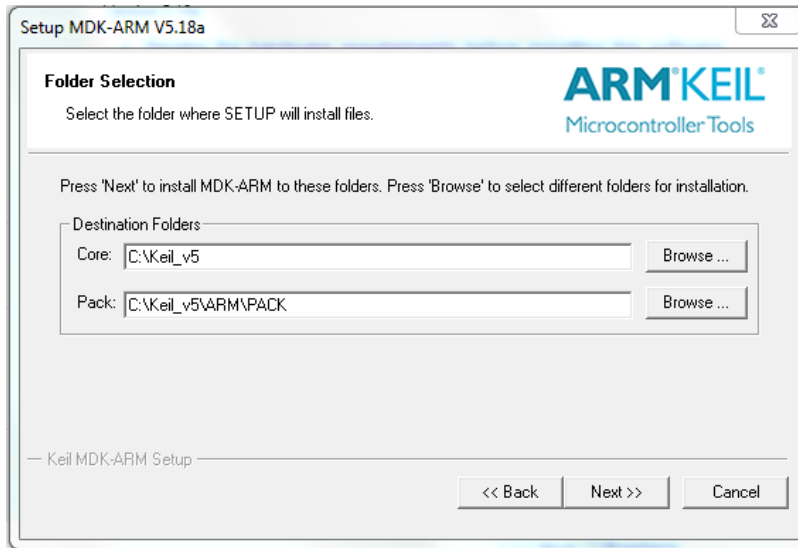 Setup MDK-ARM V5.18a
Folder Selection
Select the folder where SETUP will install files.
ARM KEIL
Microcontroller Tools
Press 'Next' to install MDK-ARM to these folders. Press 'Browse' to select different folders for installation.
Destination Folders
Core: C:\Keil_v5 Browse ...
Pack: C:\Keil_v5\ARM\PACK Browse ...
Keil MDK-ARM Setup
<< Back Next >> Cancel